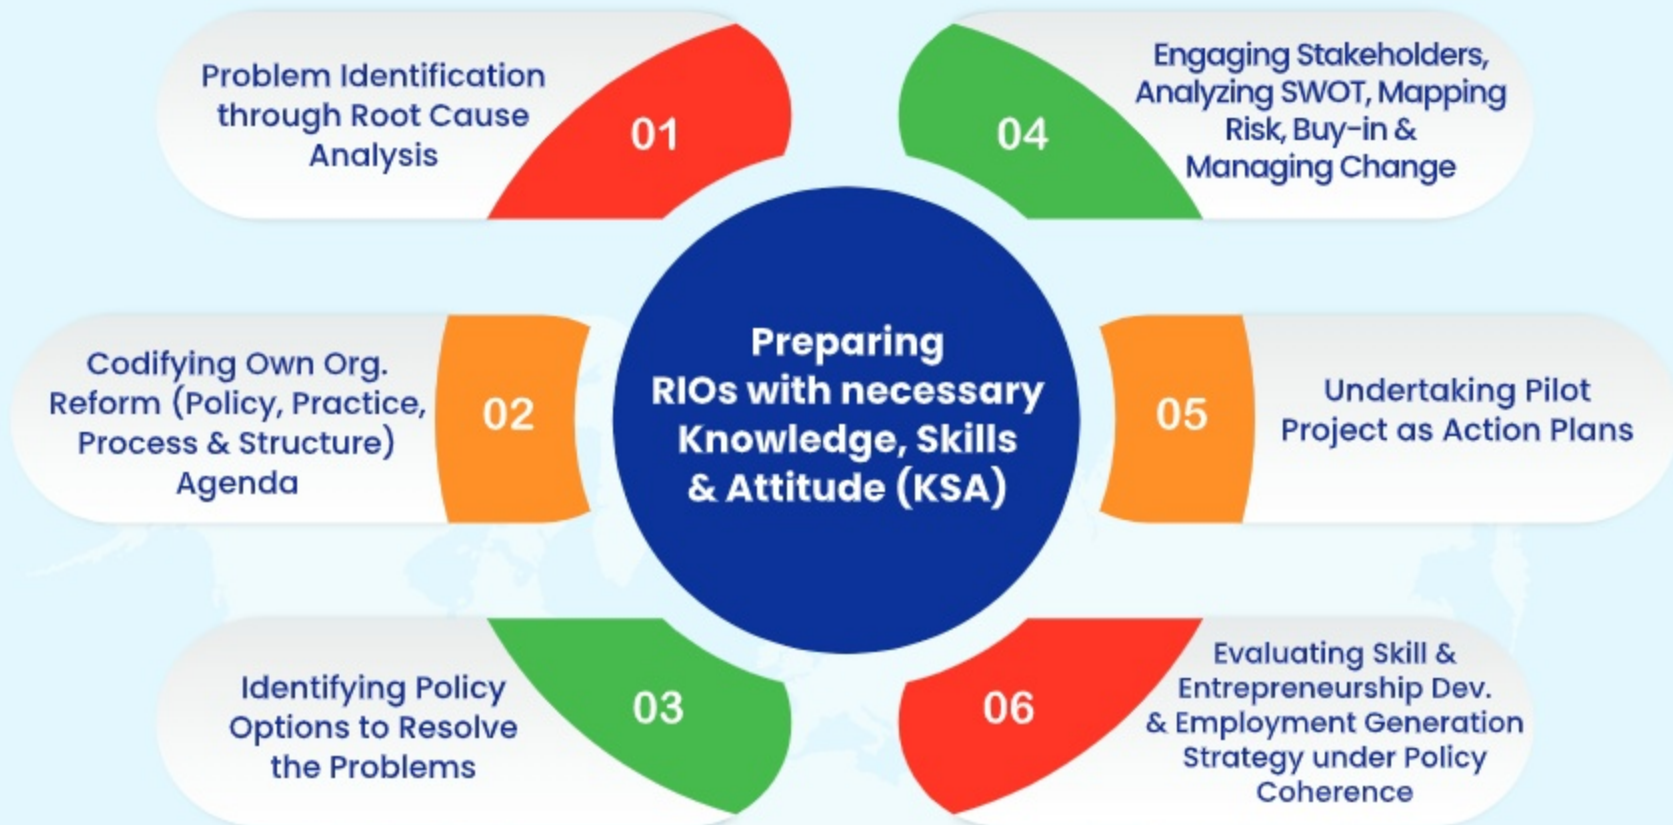 Problem Identification
through Root Cause
Analysis
01
Codifying Own Org.
Reform (Policy, Practice,
Process & Structure)
Agenda
02
Identifying Policy
Options to Resolve
the Problems
03
Preparing
RIOs with necessary
Knowledge, Skills
& Attitude (KSA)
04
Engaging Stakeholders,
Analyzing SWOT, Mapping
Risk, Buy-in &
Managing Change
05
Undertaking Pilot
Project as Action Plans
06
Evaluating Skill &
Entrepreneurship Dev.
& Employment Generation
Strategy under Policy
Coherence